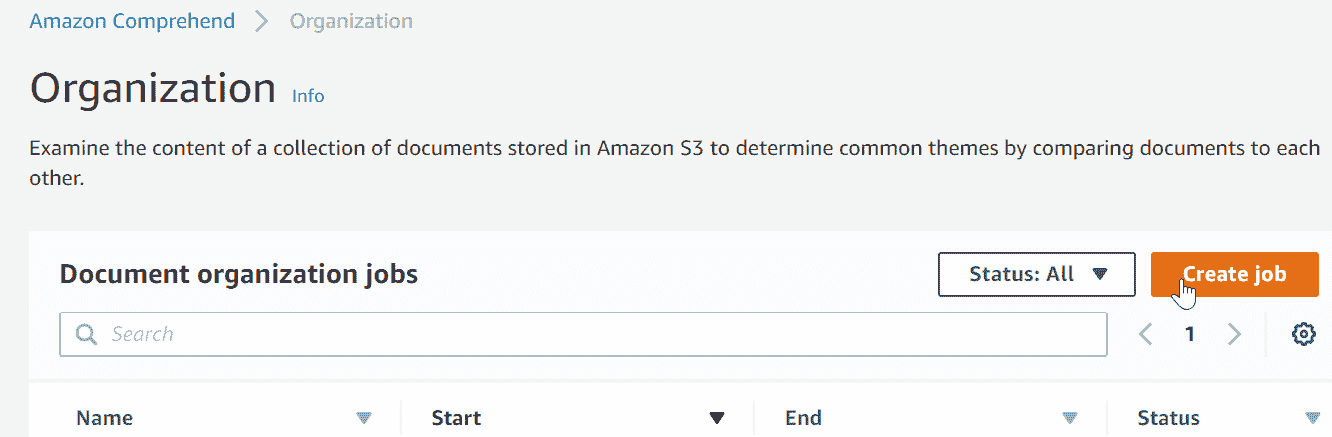 Amazon Comprehend > Organization
Organization Info
Examine the content of a collection of documents stored in Amazon S3 to determine common themes by comparing documents to each
other.
Document organization jobs Status: All Create job
Search 1
Name Start End Status